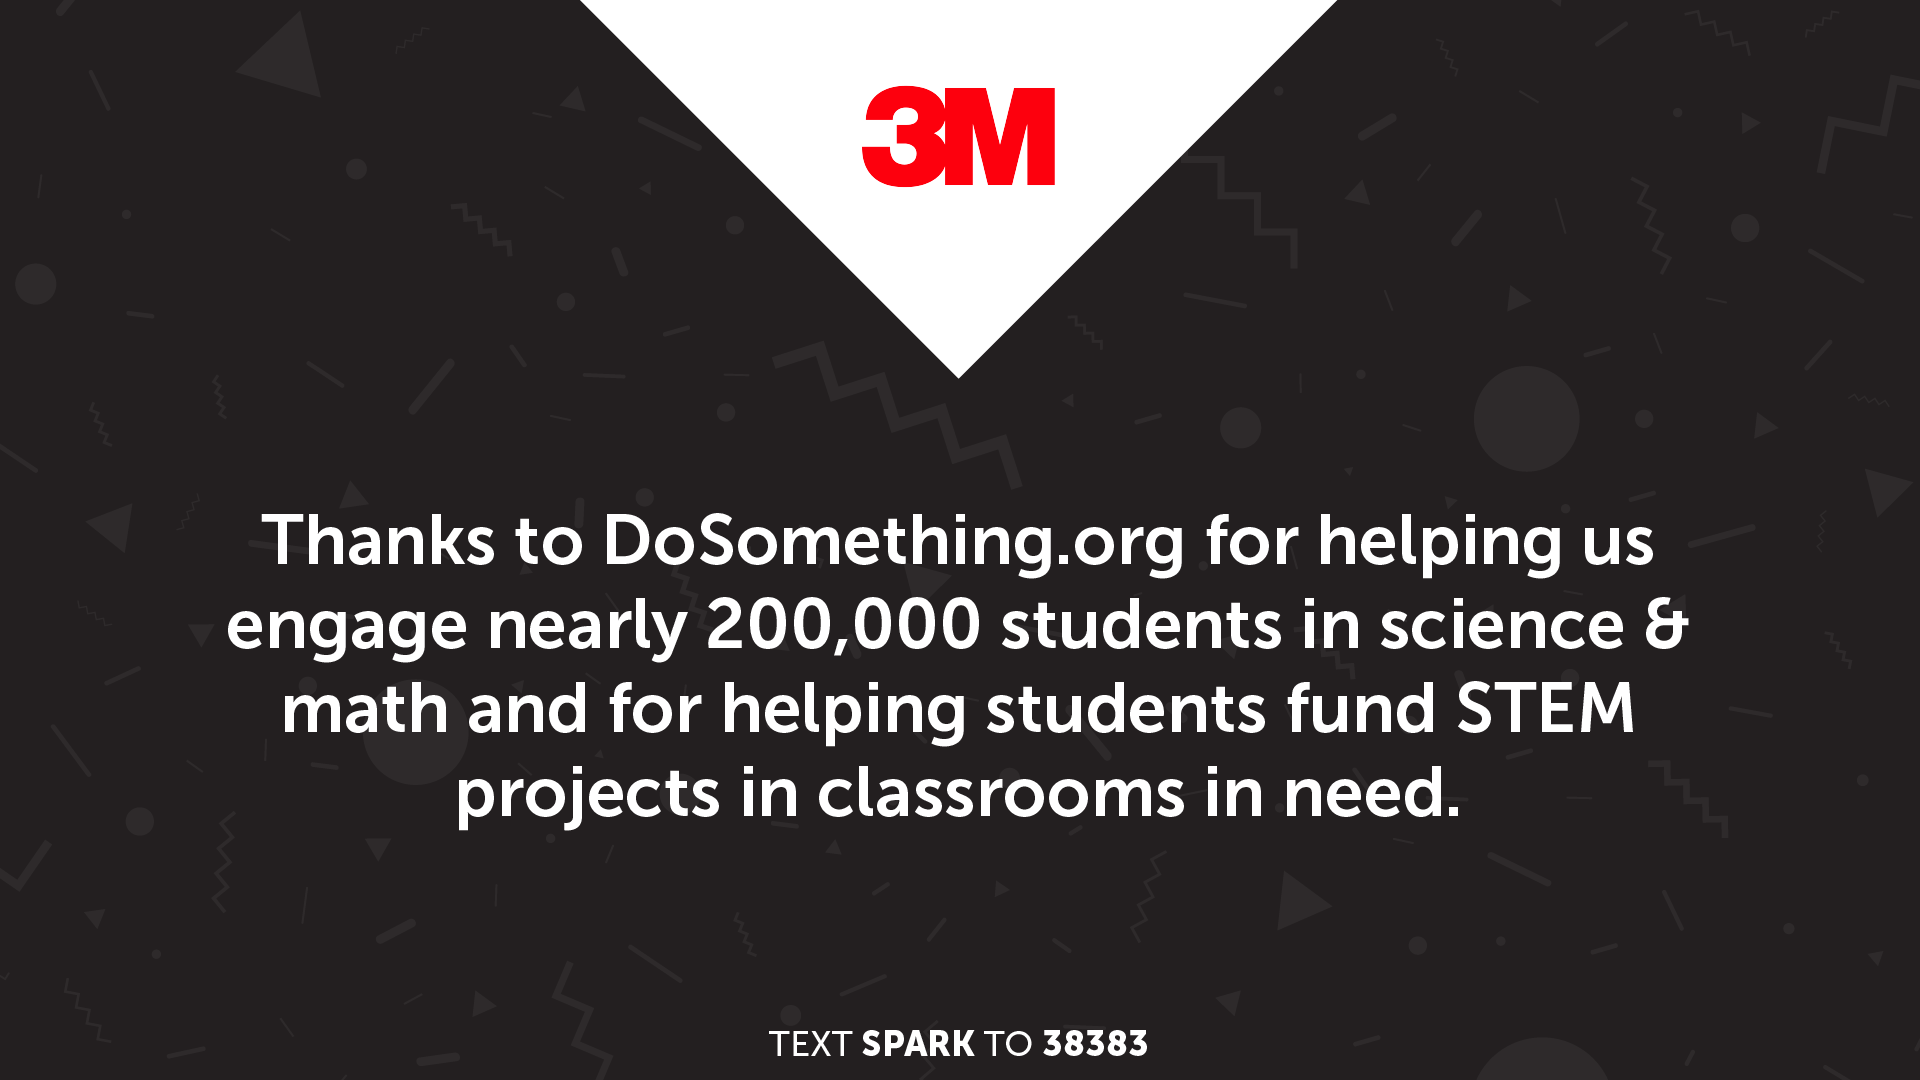 3M
Thanks to DoSomething.org for helping us
engage nearly 200,000 students in science &
math and for helping students fund STEM
projects in classrooms in need.
TEXT SPARK TO 38383